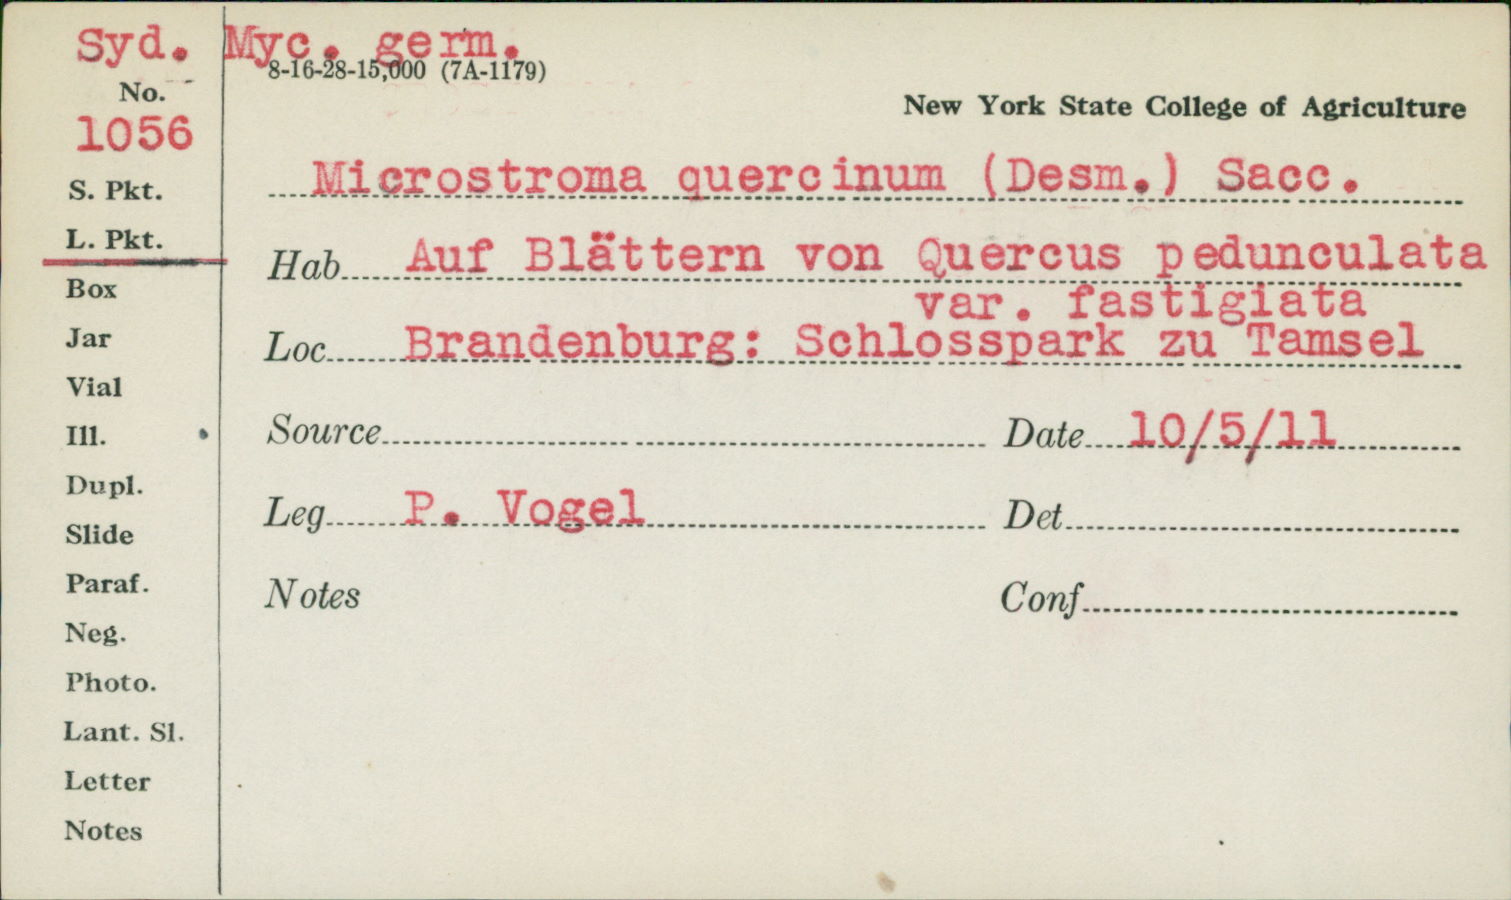 Syd. Myc. germ.
8-16-28-15,000 (7A-1179)
No.
1056
New York State College of Agriculture
Microstroma quercinum (Desm.) Sacc.
S. Pkt.
L. Pkt.
Hab. Auf Blättern von Quercus pedunculata
var. fastigiata
Box
Jar
Loc. Brandenburg: Schlosspark zu Tamsel
Vial
Ill.
Source Date 10/5/11
Dupl.
Leg. P. Vogel Det.
Slide
Paraf.
Notes Conf.
Neg.
Photo.
Lant. Sl.
Letter
Notes